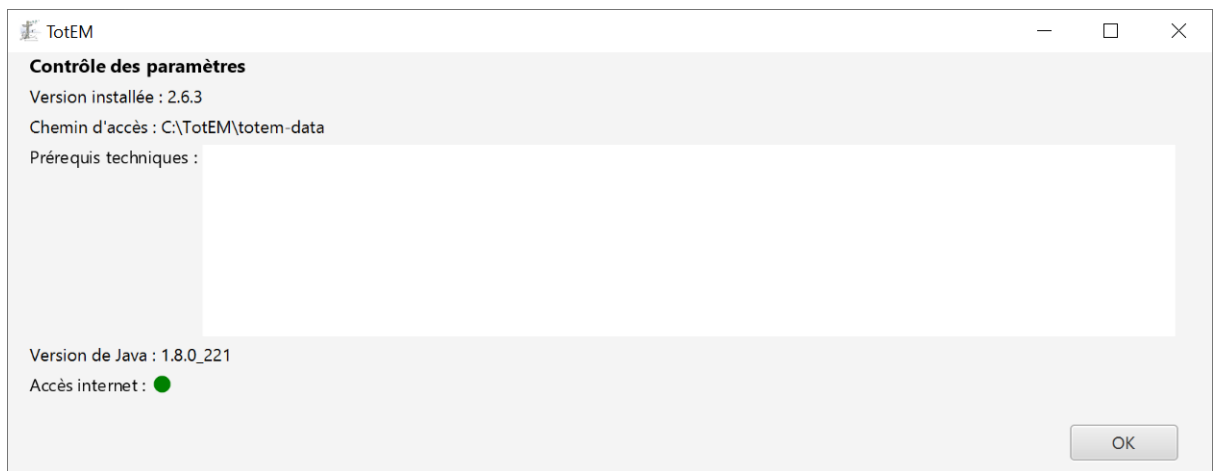 TotEM
Contrôle des paramètres
Version installée : 2.6.3
Chemin d'accès : C:\TotEM\totem-data
Prérequis techniques :
Version de Java : 1.8.0_221
Accès internet :
OK